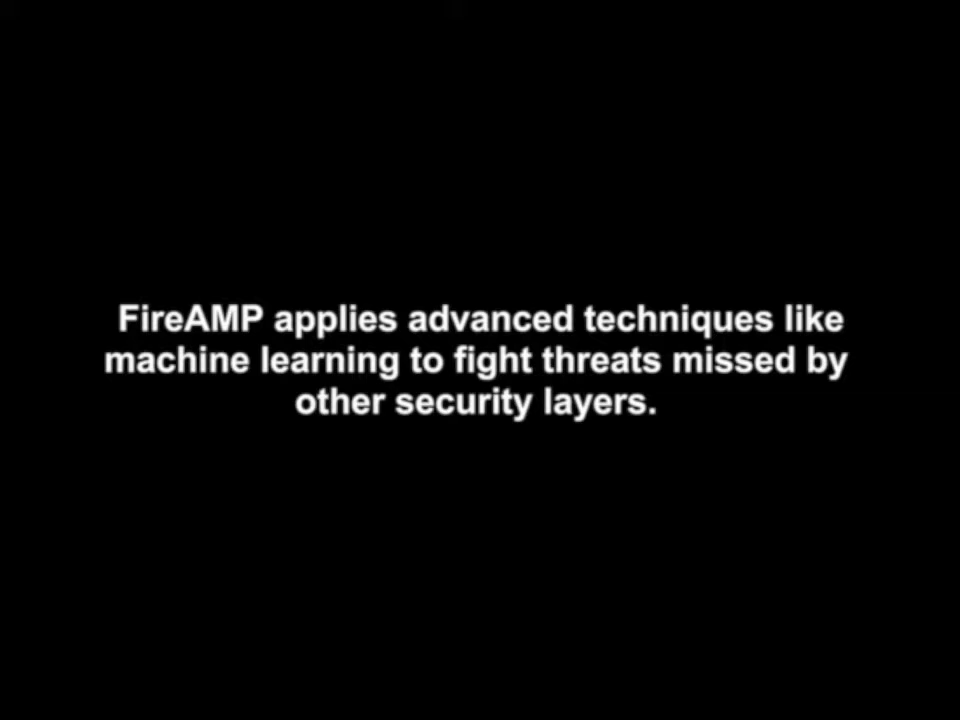 FireAMP applies advanced techniques like
machine learning to fight threats missed by
other security layers.